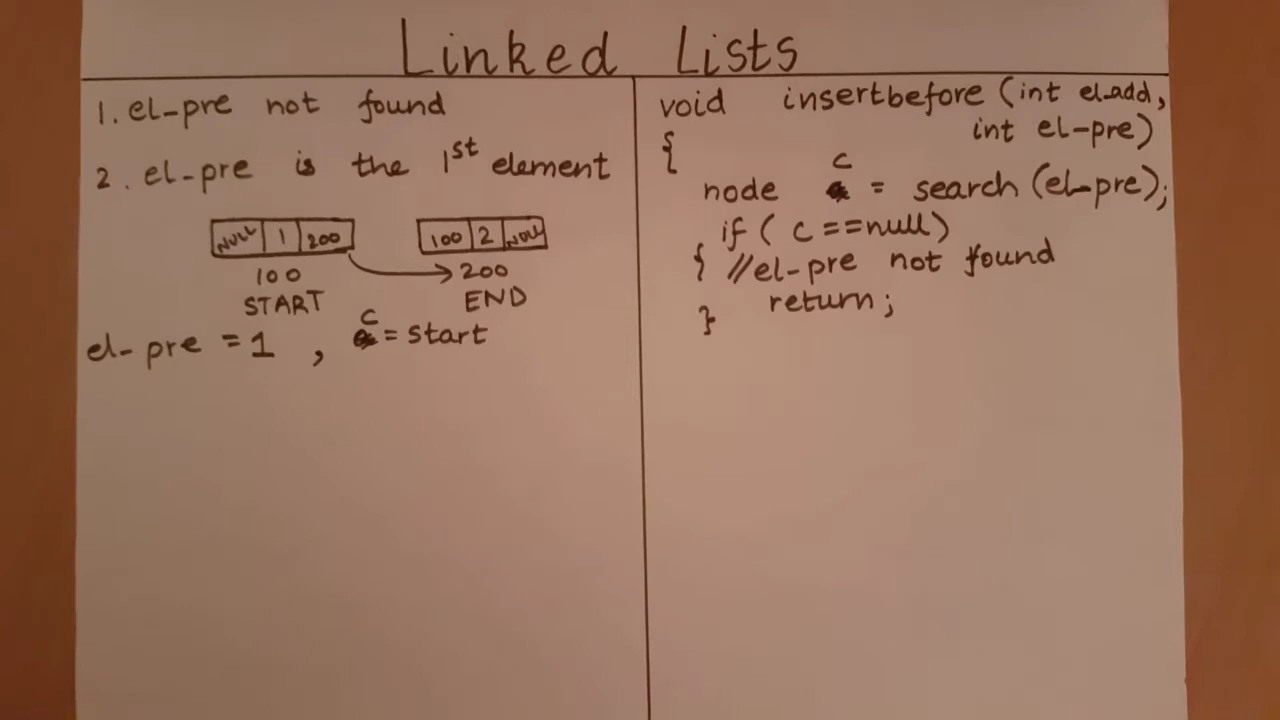 Linked Lists
1. el-pre not found
2. el-pre is the 1st element
NULL 1 200 100 2 NULL
100 200
START END
el-pre = 1 , c = start
void insertbefore (int el-add,
int el-pre)
{
node c = search (el-pre);
if ( c ==null)
{ //el-pre not found
return;
}